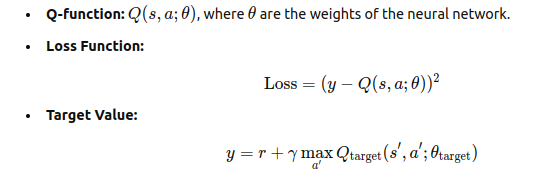 • Q-function: Q(s, a; θ), where θ are the weights of the neural network.
• Loss Function:
Loss = (y − Q(s, a; θ))²
• Target Value:
y = r + γ max_{a′} Q_target(s′, a′; θ_target)